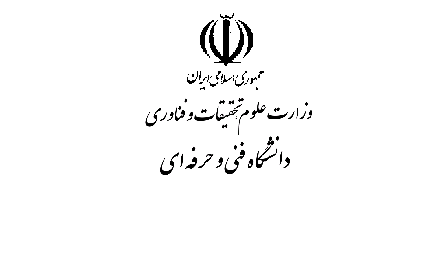 جمهوری اسلامی ایران
وزارت علوم تحقیقات و فناوری
دانشگاه فنی و حرفه ای